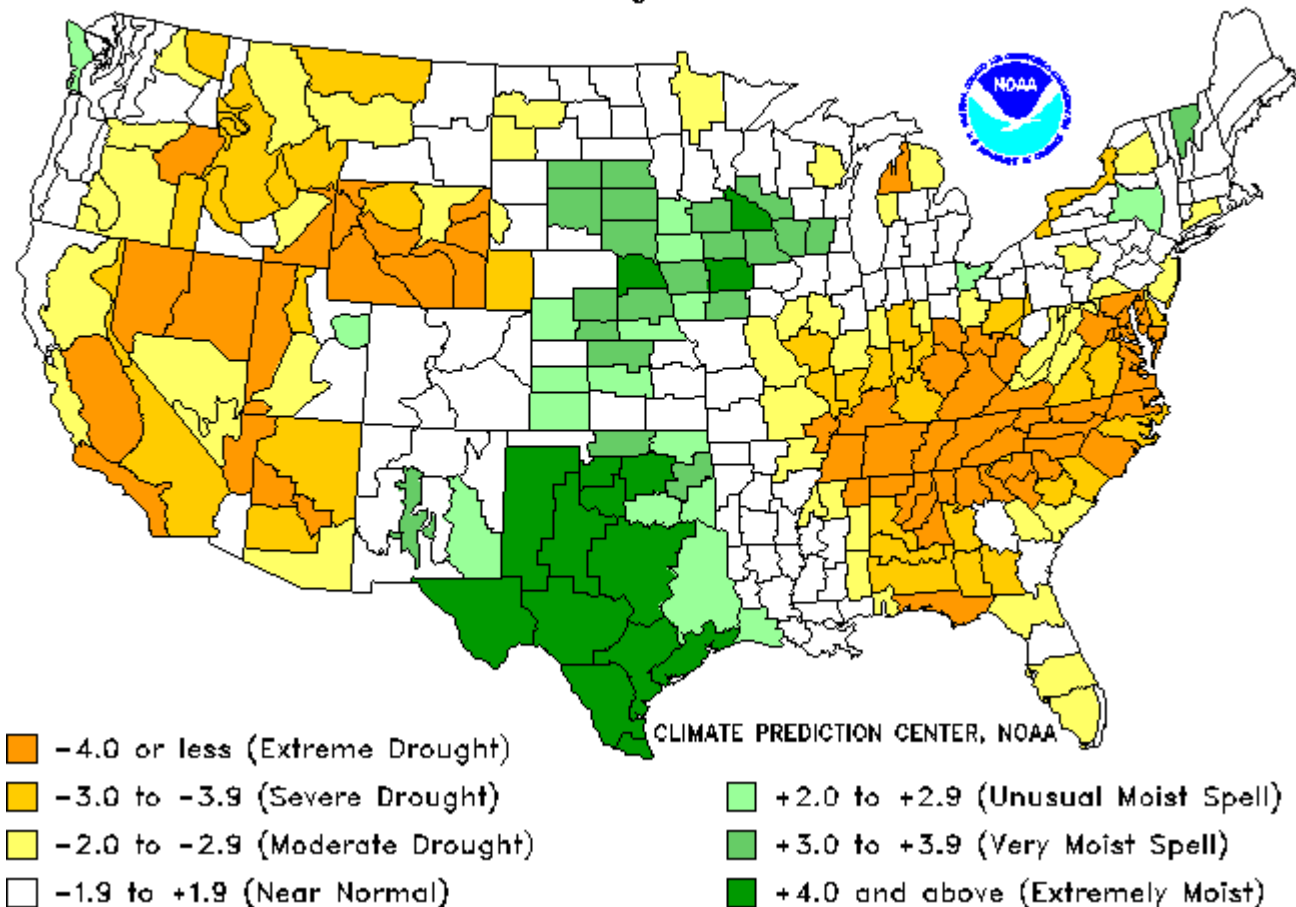 NOAA
CLIMATE PREDICTION CENTER, NOAA
-4.0 or less (Extreme Drought)
-3.0 to -3.9 (Severe Drought)
-2.0 to -2.9 (Moderate Drought)
-1.9 to +1.9 (Near Normal)
+2.0 to +2.9 (Unusual Moist Spell)
+3.0 to +3.9 (Very Moist Spell)
+4.0 and above (Extremely Moist)